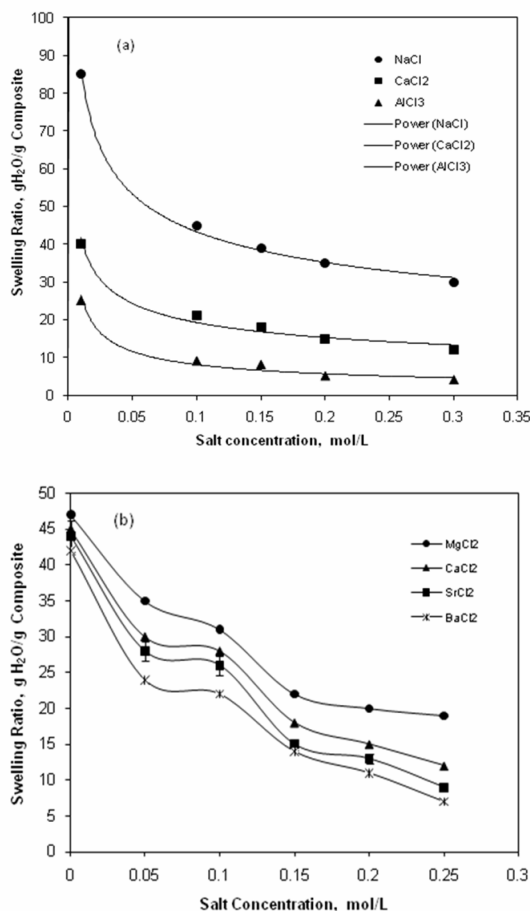 (a)
Swelling Ratio, gH₂O/g Composite
100
90
80
70
60
50
40
30
20
10
0
NaCl
CaCl2
AlCl3
Power (NaCl)
Power (CaCl2)
Power (AlCl3)
0 0.05 0.1 0.15 0.2 0.25 0.3 0.35
Salt concentration, mol/L
(b)
Swelling Ratio, g H₂O/g Composite
50
45
40
35
30
25
20
15
10
5
0
MgCl2
CaCl2
SrCl2
BaCl2
0 0.05 0.1 0.15 0.2 0.25 0.3
Salt Concentration, mol/L